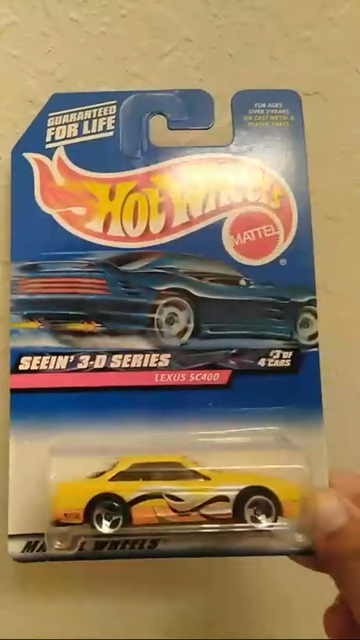 GUARANTEED
FOR LIFE
FOR AGES
OVER 3 YEARS
DIE CAST METAL &
PLASTIC PARTS
HOT WHEELS
MATTEL
®
SEEIN' 3-D SERIES
LEXUS SC400
#3 OF
4 CARS
WHEELS